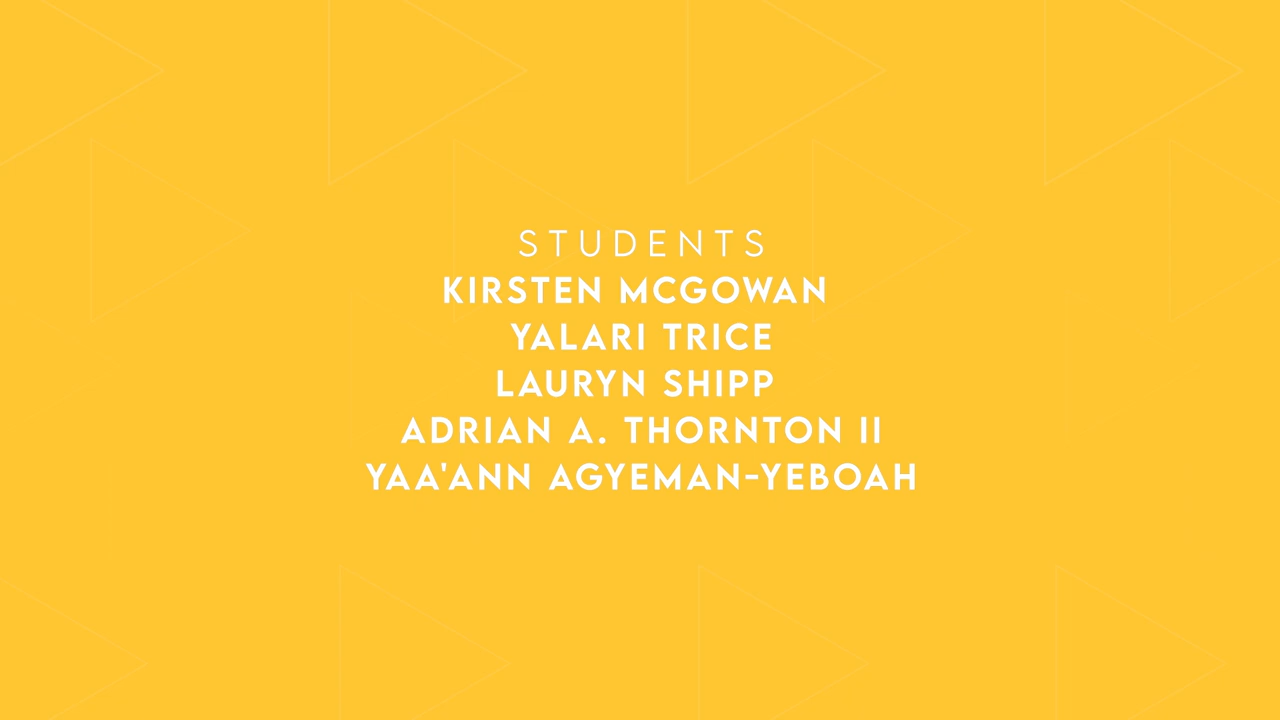 STUDENTS
KIRSTEN MCGOWAN
YALARI TRICE
LAURYN SHIPP
ADRIAN A. THORNTON II
YAA'ANN AGYEMAN-YEBOAH